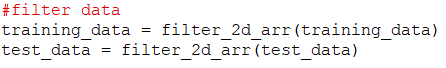 #filter data
training_data = filter_2d_arr(training_data)
test_data = filter_2d_arr(test_data)